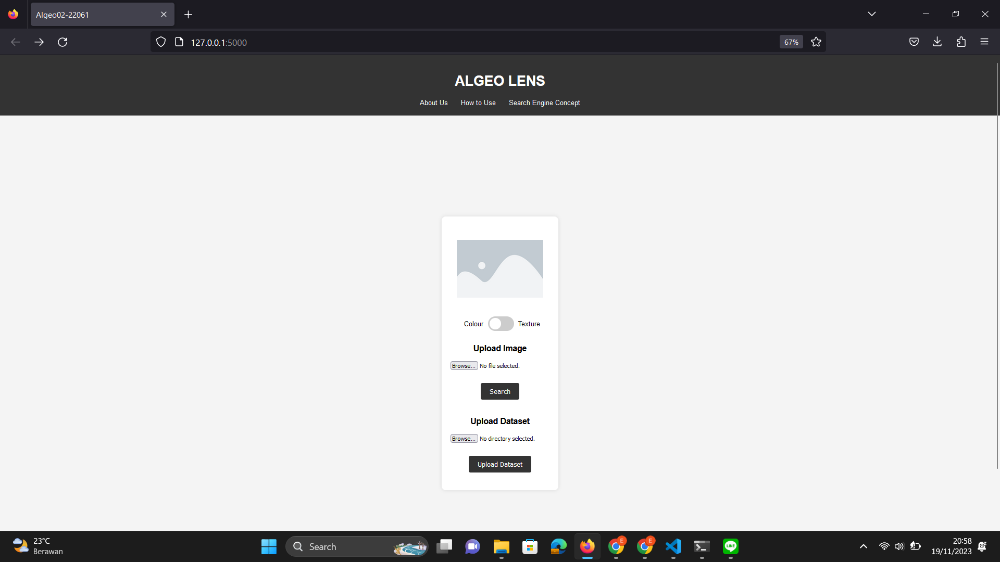 Algeo02-22061
127.0.0.1:5000
67%
ALGEO LENS
About Us How to Use Search Engine Concept
Colour Texture
Upload Image
Browse... No file selected.
Search
Upload Dataset
Browse... No directory selected.
Upload Dataset
23°C
Berawan
Search
E
E
LINE
20:58
19/11/2023